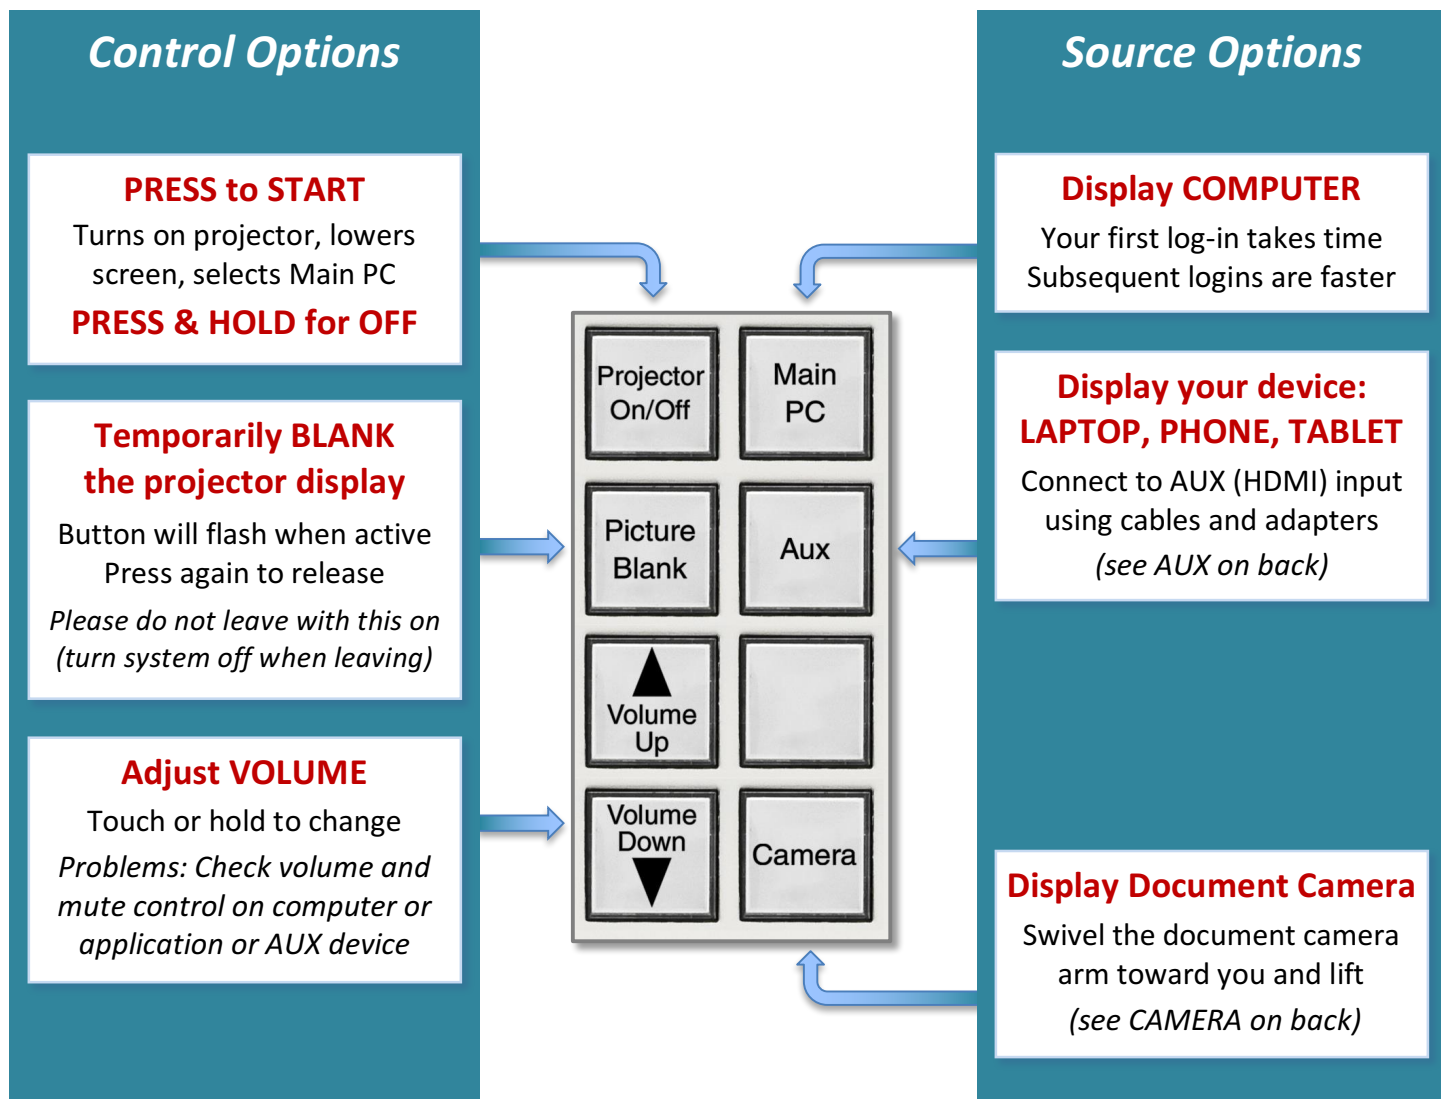 Control Options
PRESS to START
Turns on projector, lowers
screen, selects Main PC
PRESS & HOLD for OFF
Temporarily BLANK
the projector display
Button will flash when active
Press again to release
Please do not leave with this on
(turn system off when leaving)
Adjust VOLUME
Touch or hold to change
Problems: Check volume and
mute control on computer or
application or AUX device
Projector
On/Off
Main
PC
Picture
Blank
Aux
Volume
Up
Volume
Down
Camera
Source Options
Display COMPUTER
Your first log-in takes time
Subsequent logins are faster
Display your device:
LAPTOP, PHONE, TABLET
Connect to AUX (HDMI) input
using cables and adapters
(see AUX on back)
Display Document Camera
Swivel the document camera
arm toward you and lift
(see CAMERA on back)